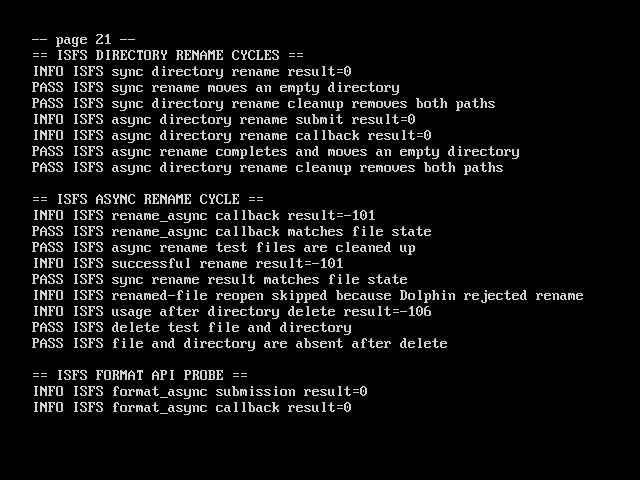 -- page 21 --
== ISFS DIRECTORY RENAME CYCLES ==
INFO ISFS sync directory rename result=0
PASS ISFS sync rename moves an empty directory
PASS ISFS sync directory rename cleanup removes both paths
INFO ISFS async directory rename submit result=0
INFO ISFS async directory rename callback result=0
PASS ISFS async rename completes and moves an empty directory
PASS ISFS async directory rename cleanup removes both paths
== ISFS ASYNC RENAME CYCLE ==
INFO ISFS rename_async callback result=-101
PASS ISFS rename_async callback matches file state
PASS ISFS async rename test files are cleaned up
INFO ISFS successful rename result=-101
PASS ISFS sync rename result matches file state
INFO ISFS renamed-file reopen skipped because Dolphin rejected rename
INFO ISFS usage after directory delete result=-106
PASS ISFS delete test file and directory
PASS ISFS file and directory are absent after delete
== ISFS FORMAT API PROBE ==
INFO ISFS format_async submission result=0
INFO ISFS format_async callback result=0